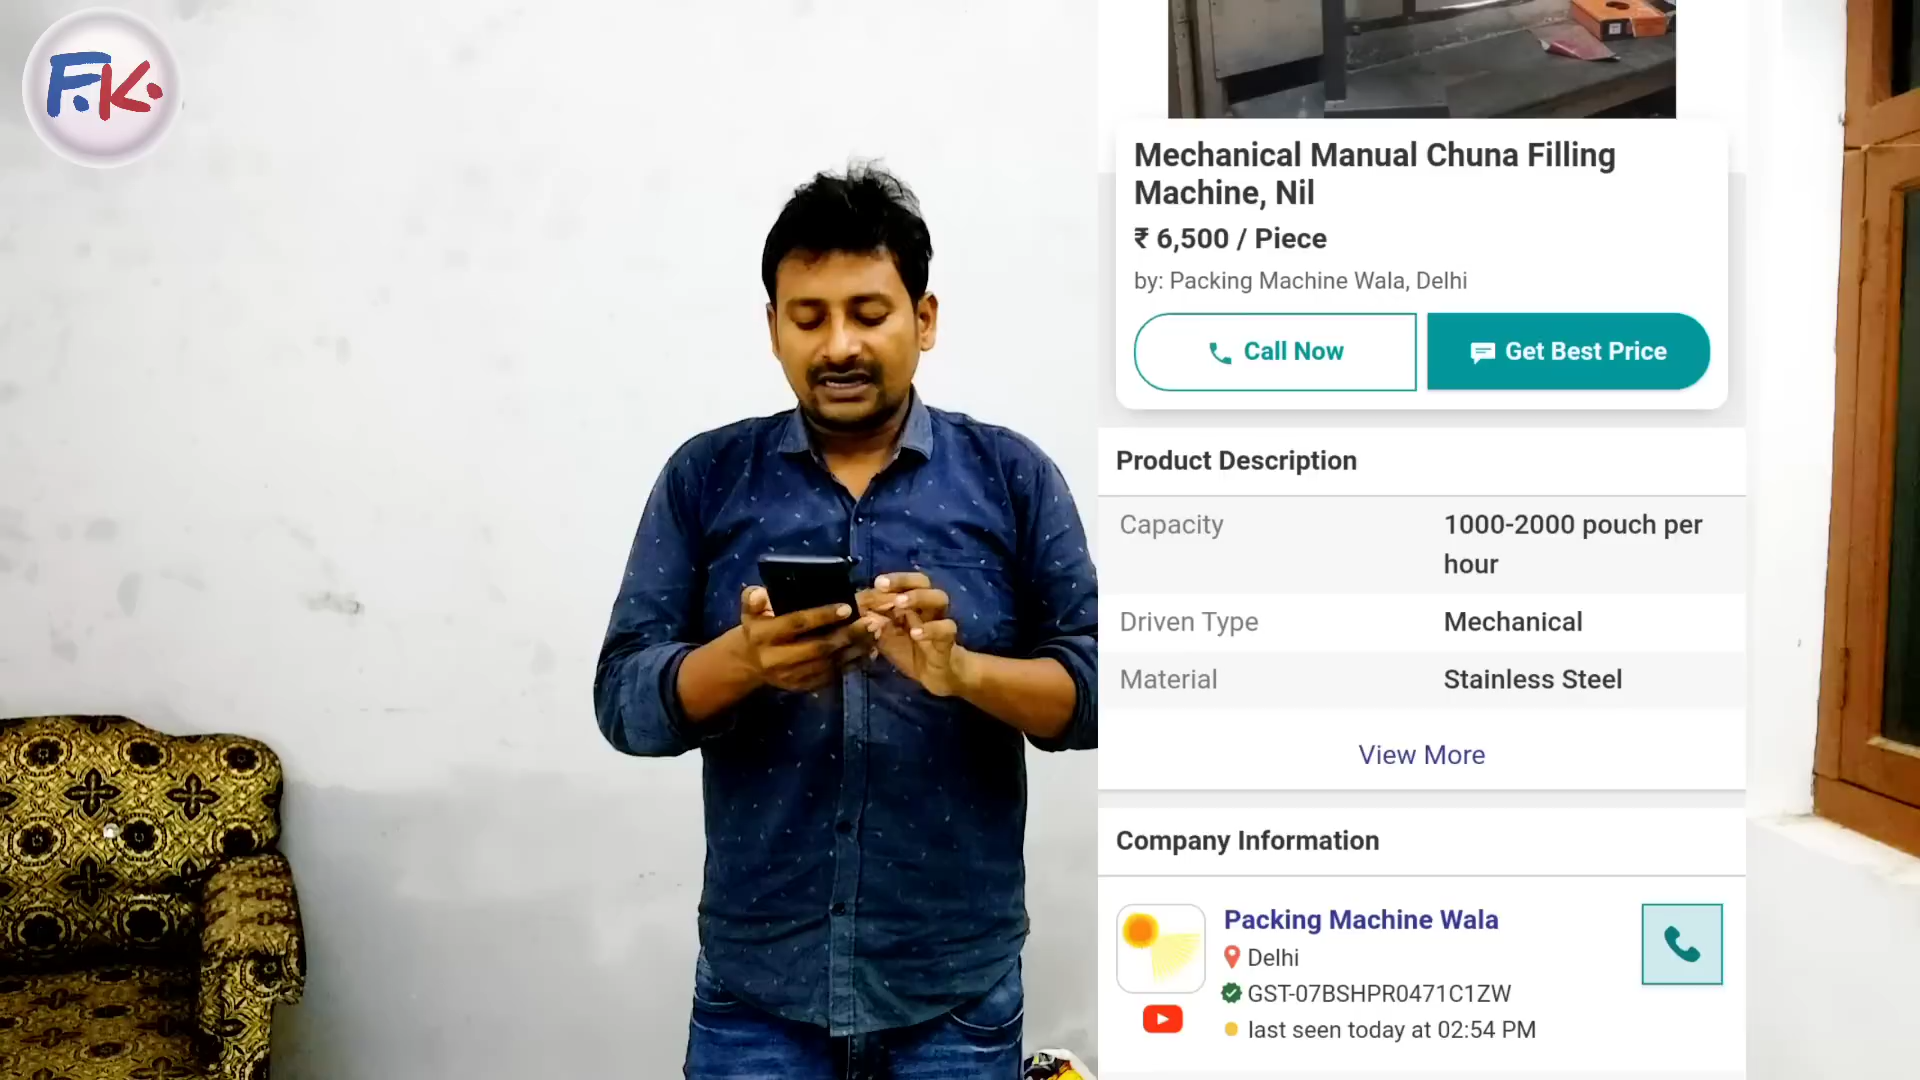 F.K.
Mechanical Manual Chuna Filling
Machine, Nil
₹ 6,500 / Piece
by: Packing Machine Wala, Delhi
Call Now
Get Best Price
Product Description
Capacity
1000-2000 pouch per
hour
Driven Type
Mechanical
Material
Stainless Steel
View More
Company Information
Packing Machine Wala
Delhi
GST-07BSHPR0471C1ZW
last seen today at 02:54 PM